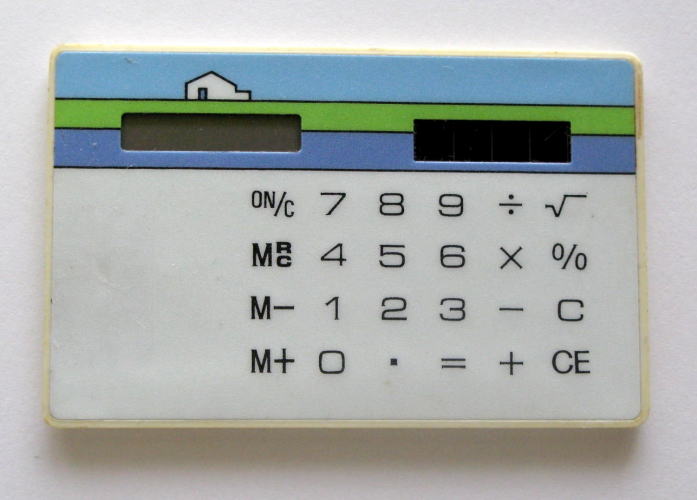 ON/C 7 8 9 ÷ √
MRC 4 5 6 × %
M− 1 2 3 − C
M+ 0 . = + CE